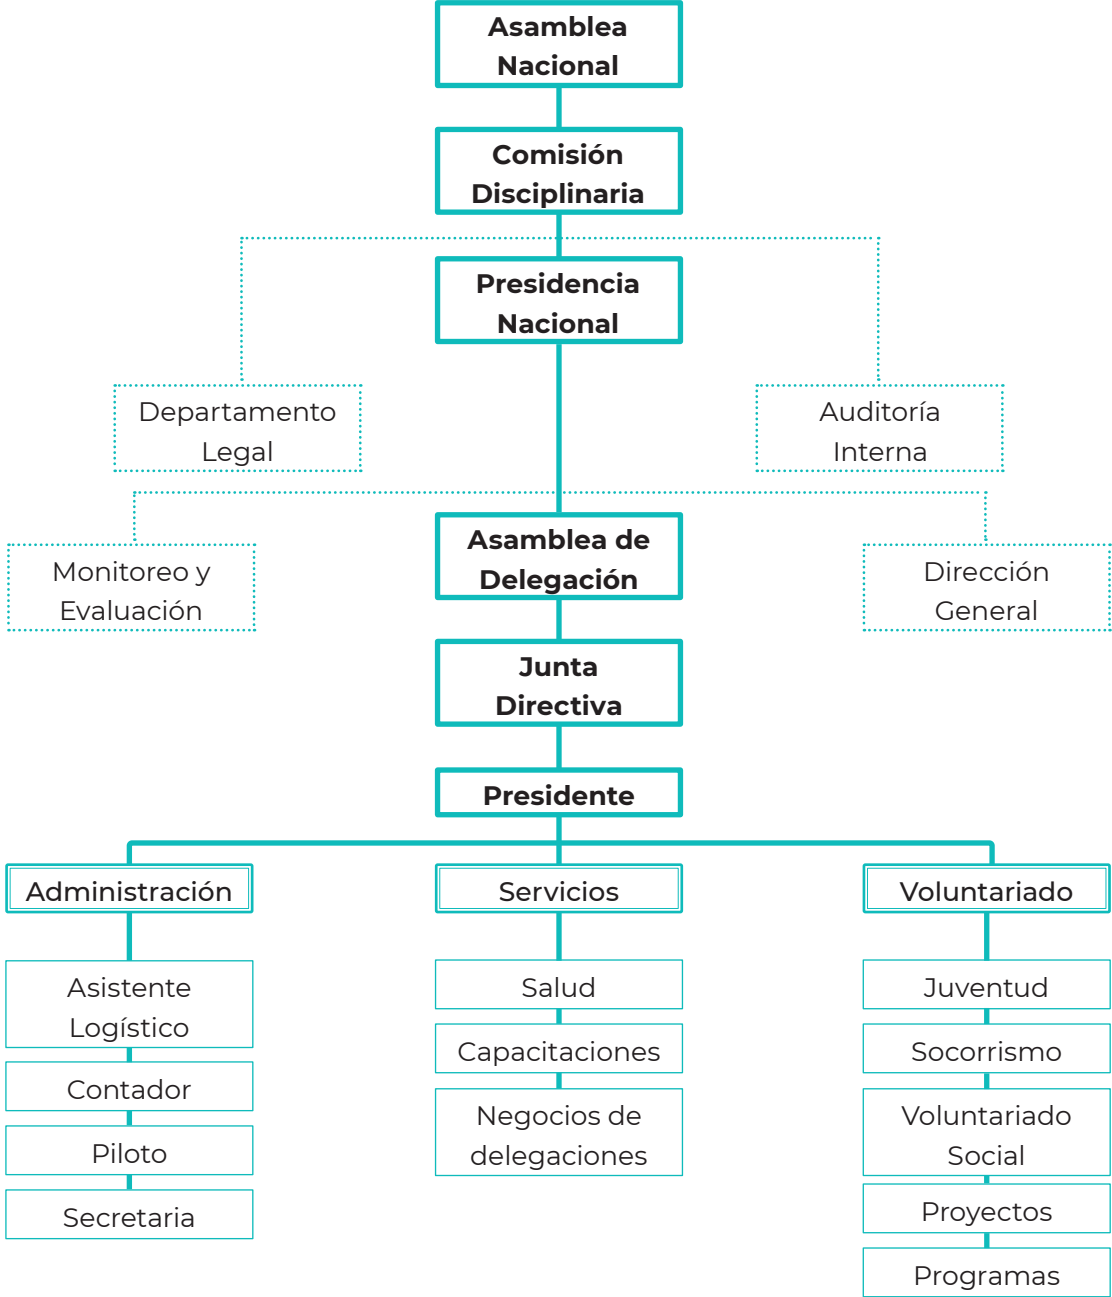 Asamblea
Nacional
Comisión
Disciplinaria
Presidencia
Nacional
Departamento
Legal
Auditoría
Interna
Asamblea de
Delegación
Monitoreo y
Evaluación
Dirección
General
Junta
Directiva
Presidente
Administración
Asistente
Logístico
Contador
Piloto
Secretaria
Servicios
Salud
Capacitaciones
Negocios de
delegaciones
Voluntariado
Juventud
Socorrismo
Voluntariado
Social
Proyectos
Programas